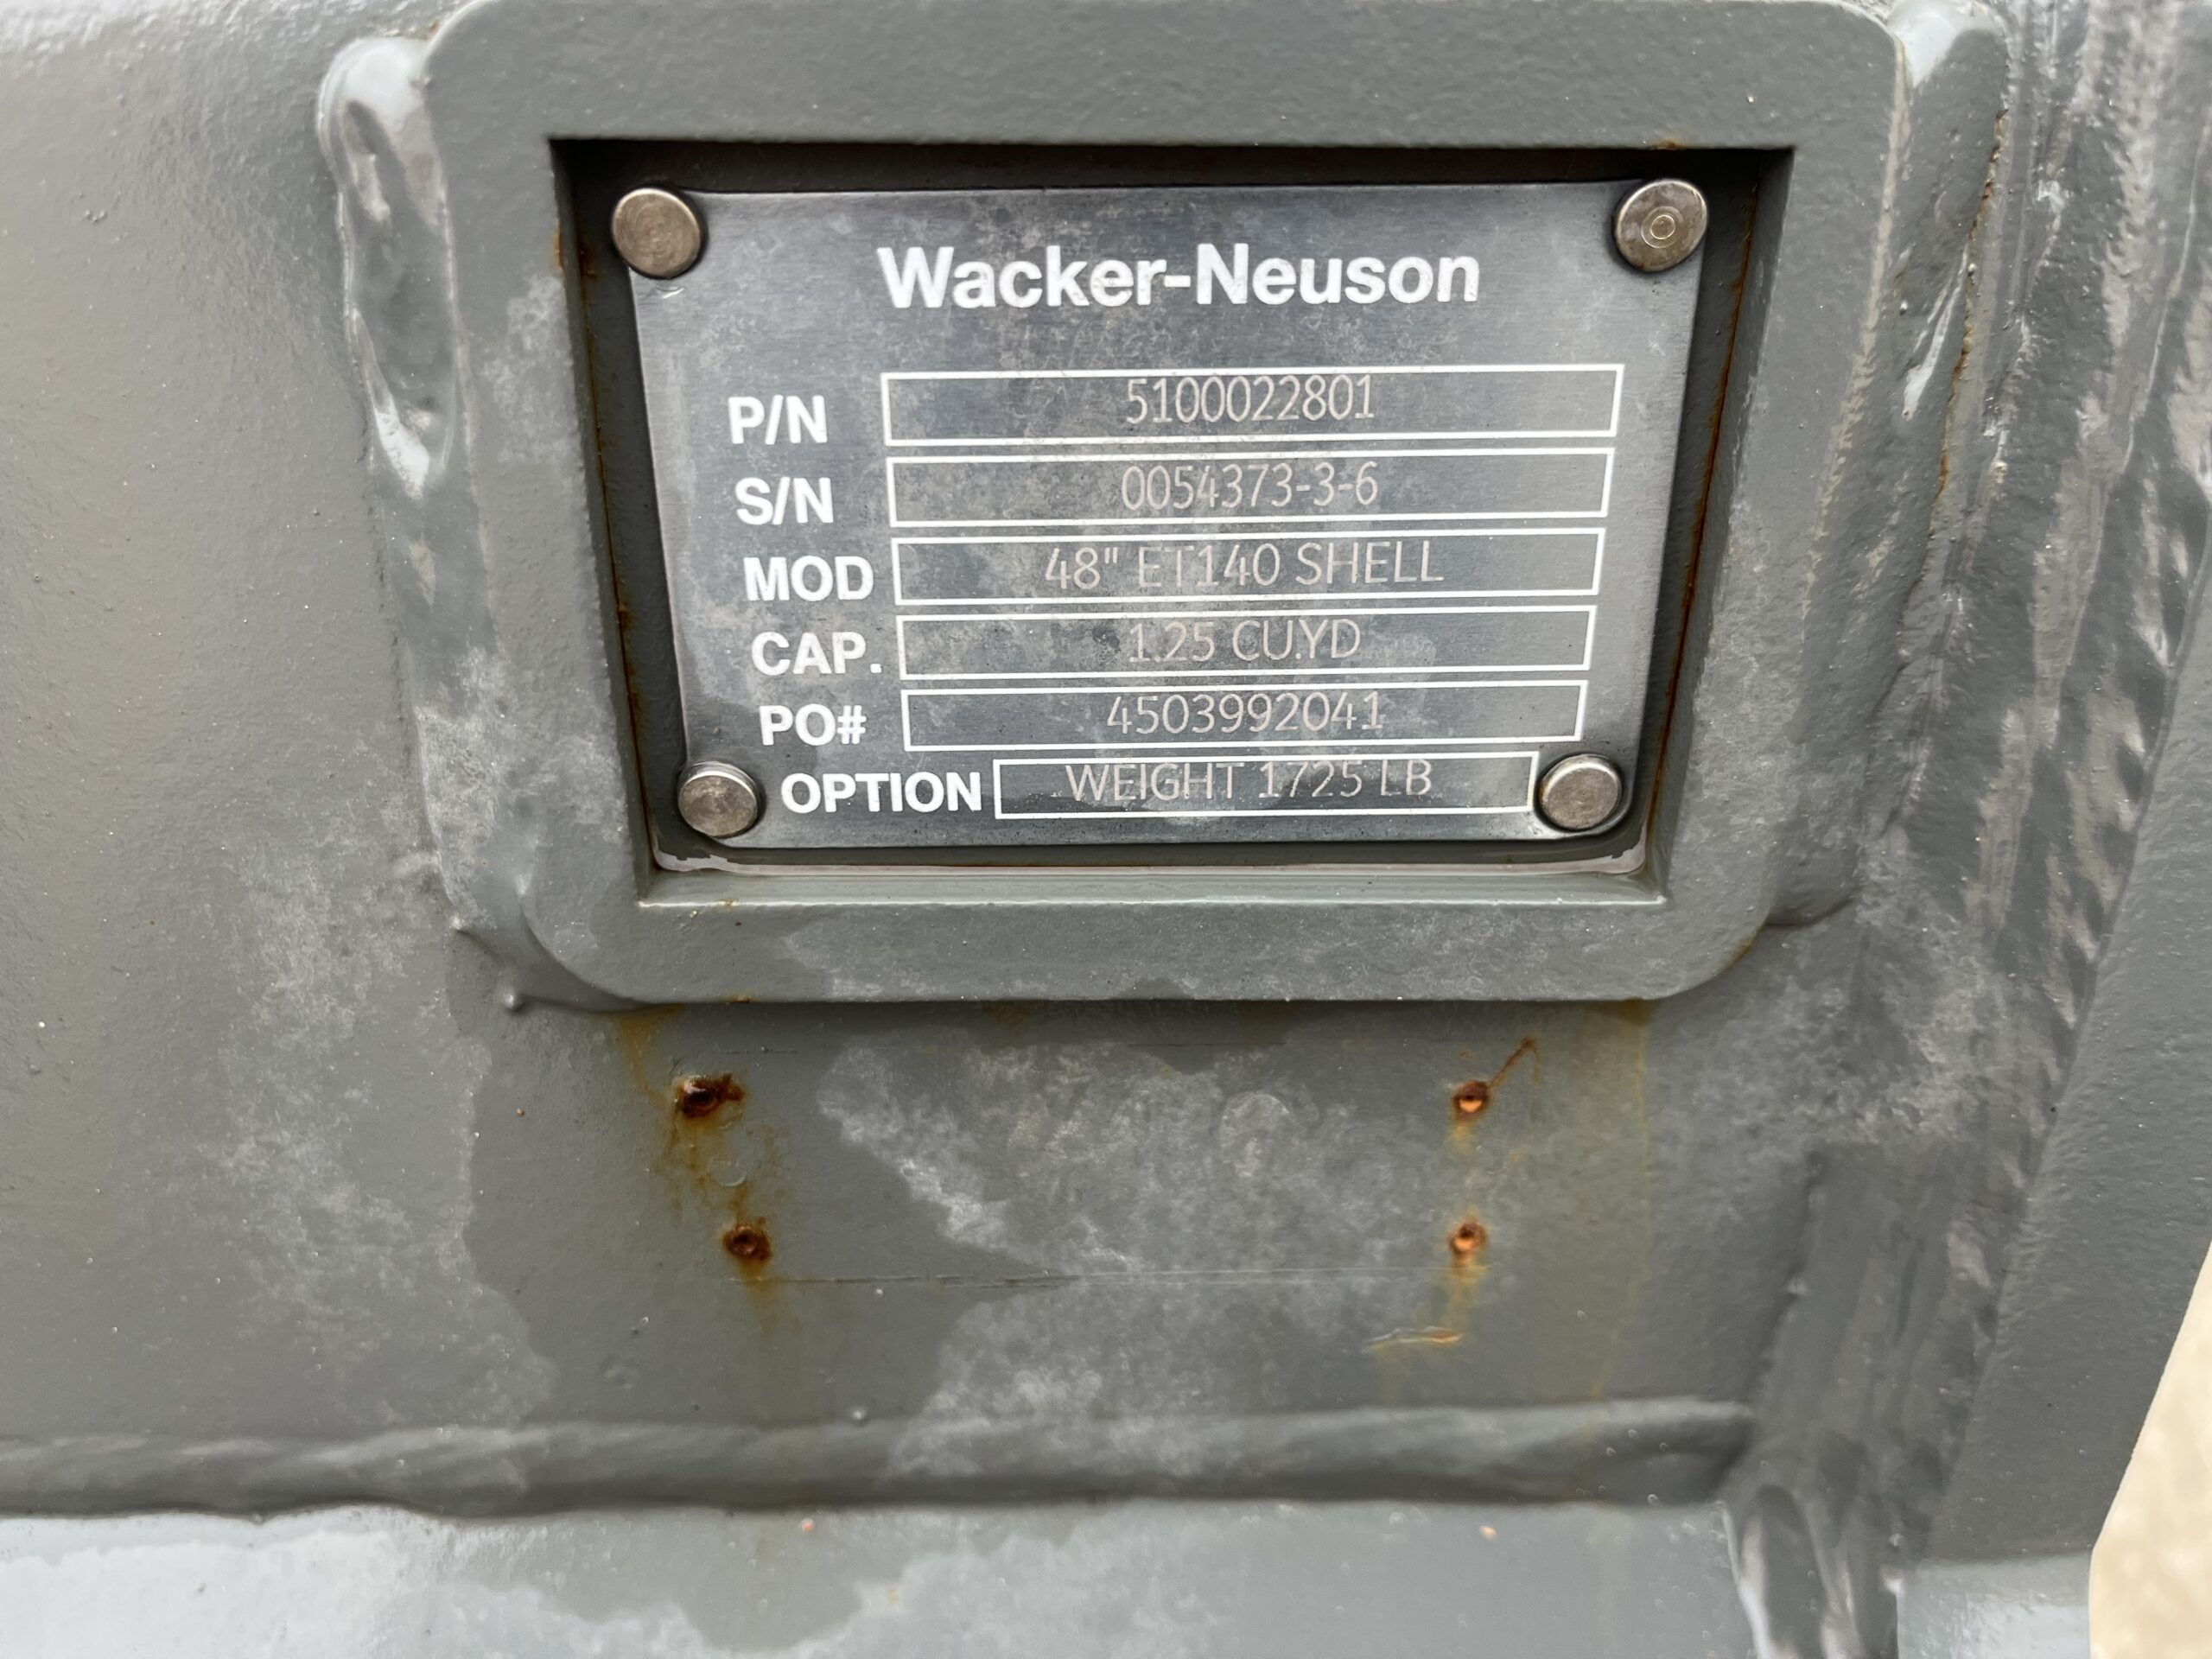 Wacker-Neuson
P/N 5100022801
S/N 0054373-3-6
MOD 48" ET140 SHELL
CAP. 1.25 CU.YD
PO# 4503992041
OPTION WEIGHT 1725 LB